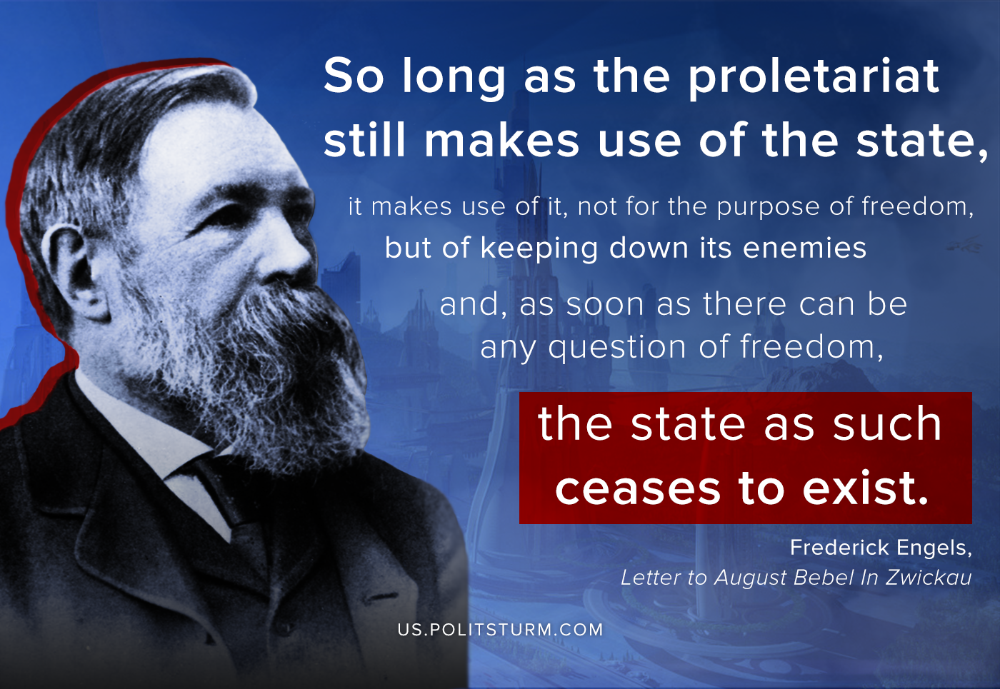 So long as the proletariat
still makes use of the state,
it makes use of it, not for the purpose of freedom,
but of keeping down its enemies
and, as soon as there can be
any question of freedom,
the state as such
ceases to exist.
Frederick Engels,
Letter to August Bebel In Zwickau
US.POLITSTURM.COM